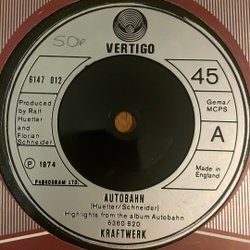 50p
VERTIGO
6147 012
45
Produced by Ralf Huetter and Florian Schneider
Gema/
MCPS
A
℗ 1974
Made in England
PHONOGRAM LTD.
AUTOBAHN
(Huetter/Schneider)
Highlights from the album Autobahn
6360 620
KRAFTWERK